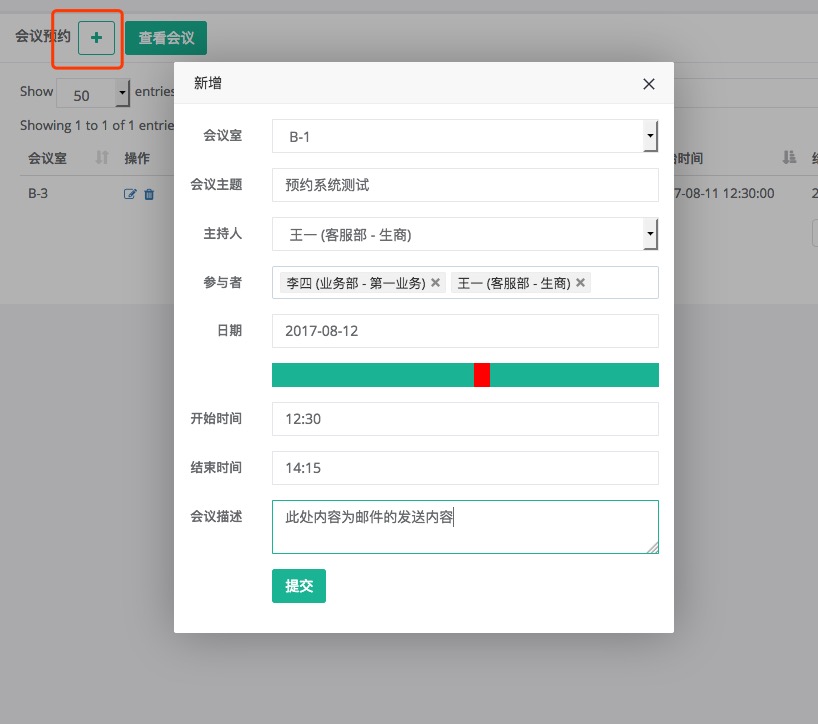 会议预约 + 查看会议
新增 ×
Show 50 entries
Showing 1 to 1 of 1 entrie
会议室 操作 时间
B-3 7-08-11 12:30:00 2
会议室 B-1
会议主题 预约系统测试
主持人 王一 (客服部 - 生商)
参与者 李四 (业务部 - 第一业务) × 王一 (客服部 - 生商) ×
日期 2017-08-12
开始时间 12:30
结束时间 14:15
会议描述 此处内容为邮件的发送内容
提交